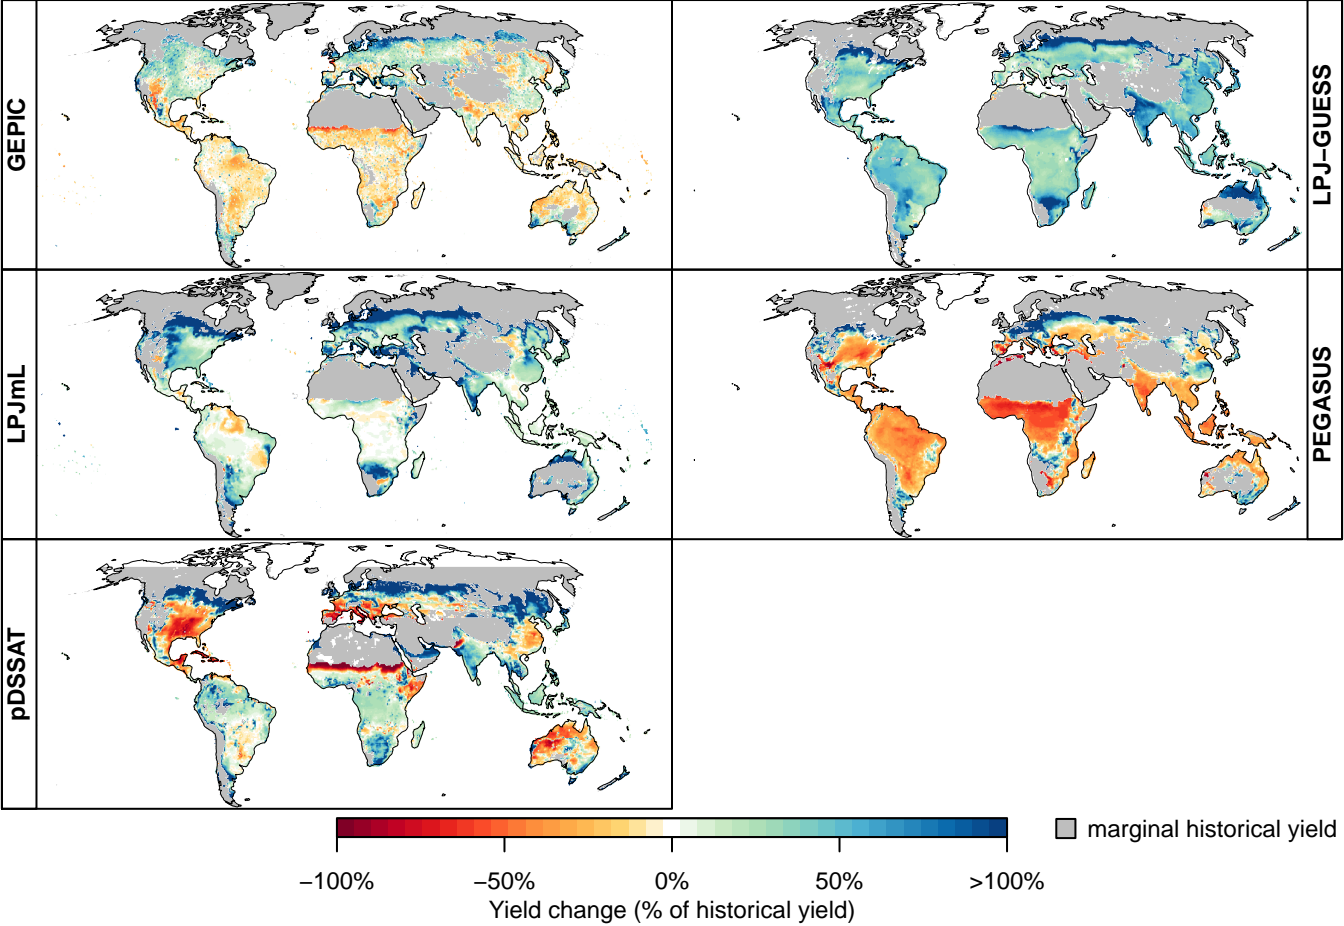 GEPIC
LPJ–GUESS
LPJmL
PEGASUS
pDSSAT
−100%
−50%
0%
50%
>100%
Yield change (% of historical yield)
marginal historical yield